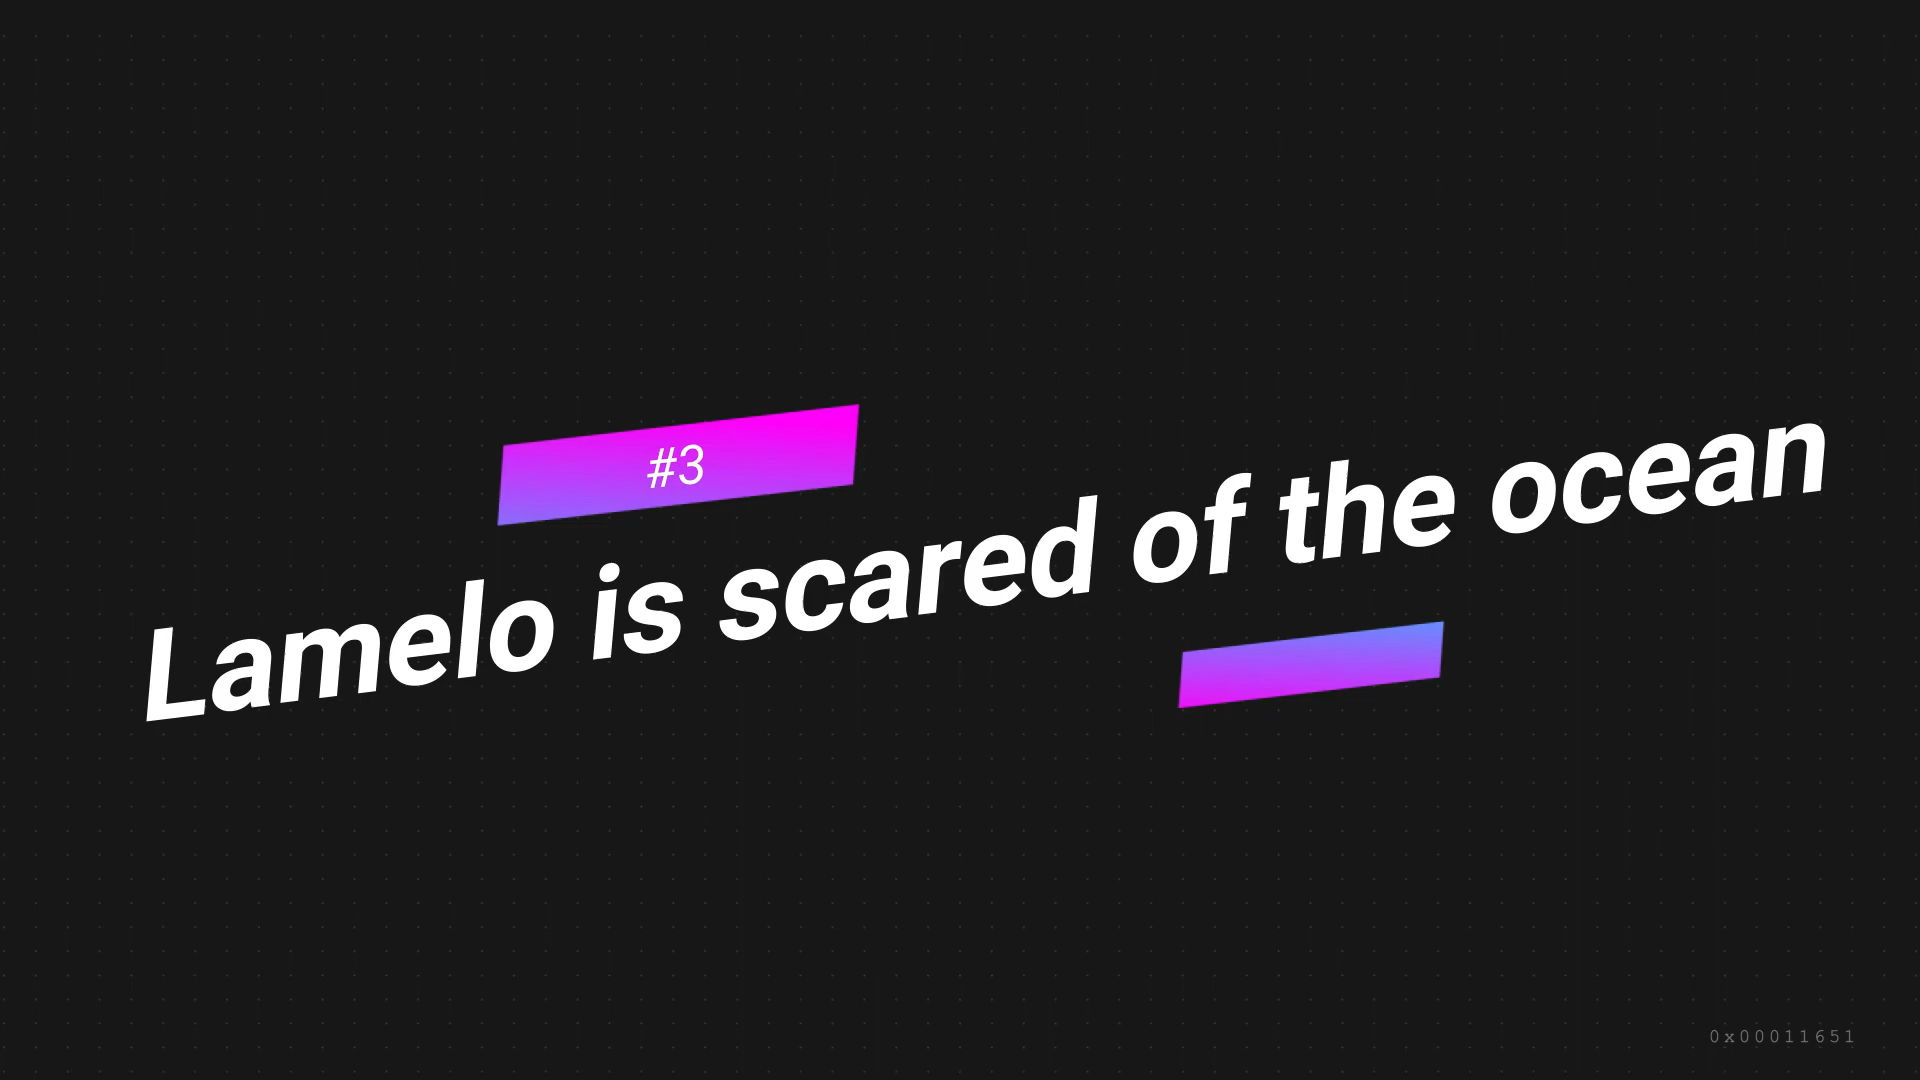 #3
Lamelo is scared of the ocean
0x00011651